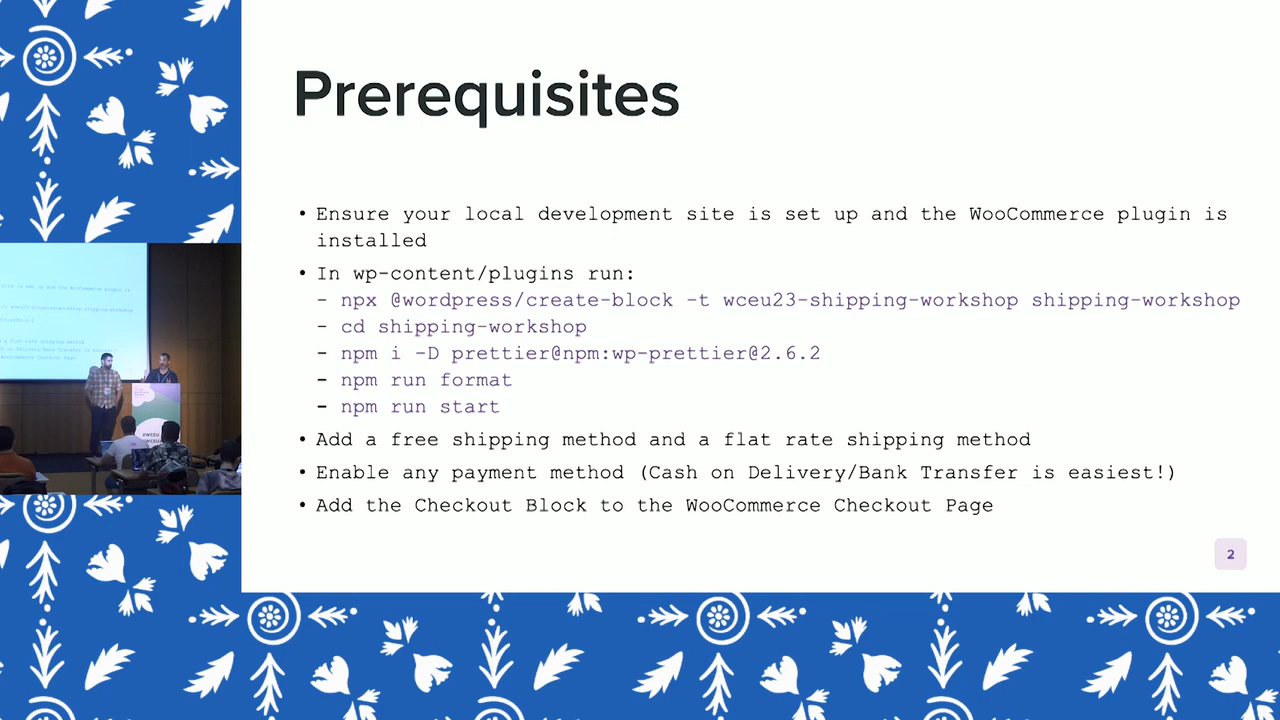 Prerequisites
• Ensure your local development site is set up and the WooCommerce plugin is
installed
• In wp-content/plugins run:
- npx @wordpress/create-block -t wceu23-shipping-workshop shipping-workshop
- cd shipping-workshop
- npm i -D prettier@npm:wp-prettier@2.6.2
- npm run format
- npm run start
• Add a free shipping method and a flat rate shipping method
• Enable any payment method (Cash on Delivery/Bank Transfer is easiest!)
• Add the Checkout Block to the WooCommerce Checkout Page
2